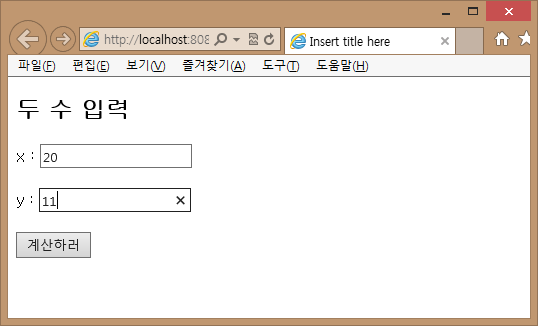 http://localhost:808
Insert title here
파일(F) 편집(E) 보기(V) 즐겨찾기(A) 도구(T) 도움말(H)
두 수 입력
x : 20
y : 11
계산하러